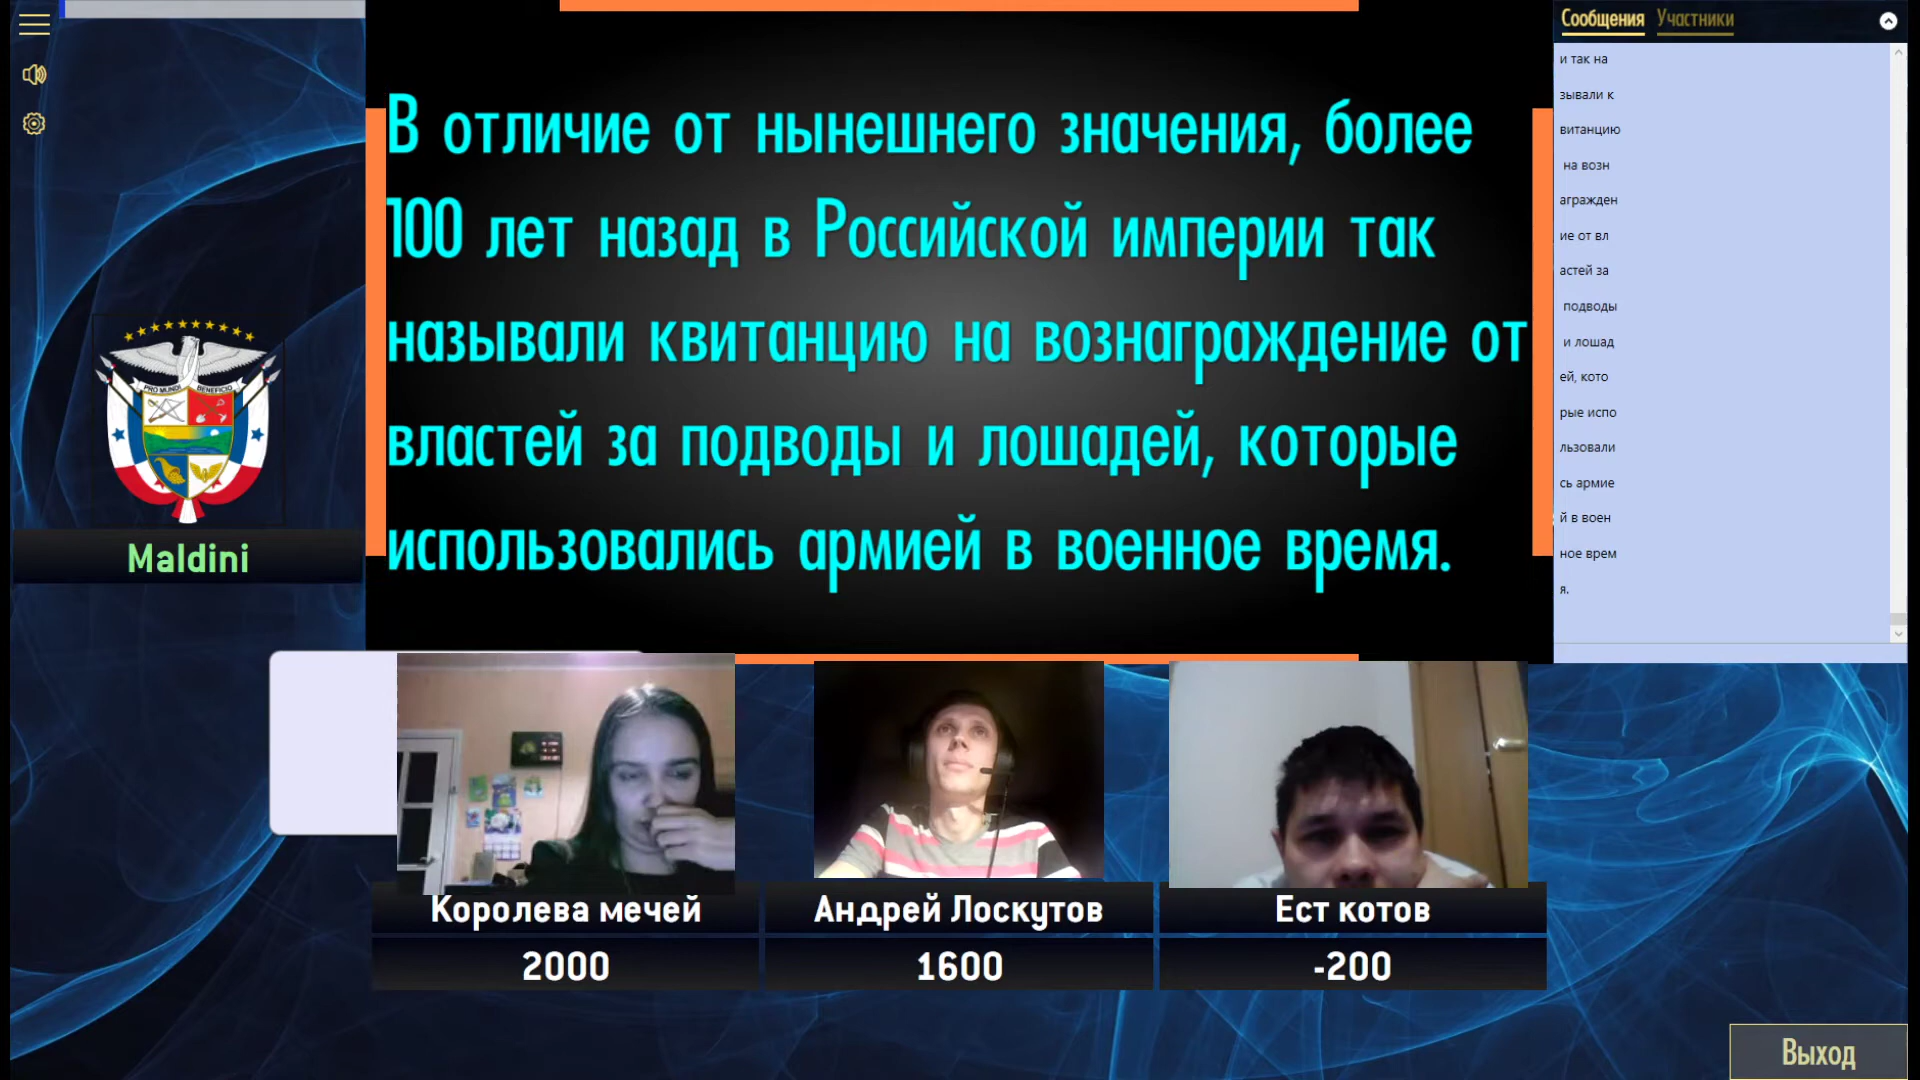 Сообщения Участники
В отличие от нынешнего значения, более
100 лет назад в Российской империи так
называли квитанцию на вознаграждение от
властей за подводы и лошадей, которые
использовались армией в военное время.
и так на
зывали к
витанцию
на возн
агражден
ие от вл
астей за
подводы
и лошад
ей, кото
рые испо
льзовали
сь армие
й в воен
ное врем
я.
PRO MUNDI BENEFICIO
Maldini
Королева мечей
Андрей Лоскутов
Ест котов
2000
1600
-200
Выход